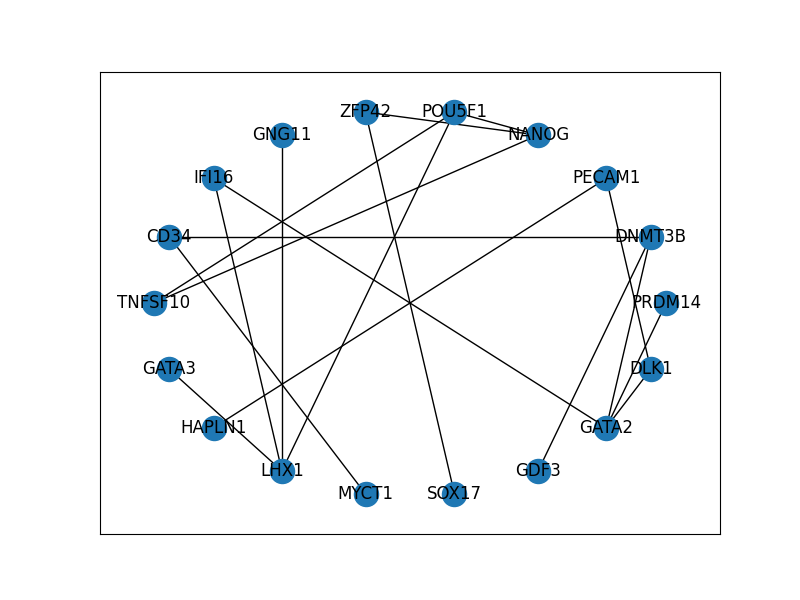 ZFP42 POU5F1
GNG11 NANOG
IFI16 PECAM1
CD34 DNMT3B
TNFSF10 PRDM14
GATA3 DLK1
HAPLN1 GATA2
LHX1 GDF3
MYCT1 SOX17